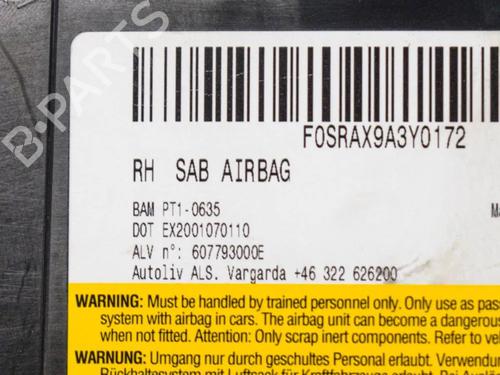 B-PARTS
F0SRAX9A3Y0172
RH SAB AIRBAG
BAM PT1-0635
DOT EX2001070110
ALV n°: 607793000E
Autoliv ALS. Vargarda +46 322 626200
WARNING: Must be handled by trained personnel only. Only use as pas
system with airbag in cars. The airbag unit can become a dangerous
when not fitted. Attention: Only scrap inert components. Refer to ve
WARNUNG: Umgang nur durch geschultes Personal erlaubt. Verwendun